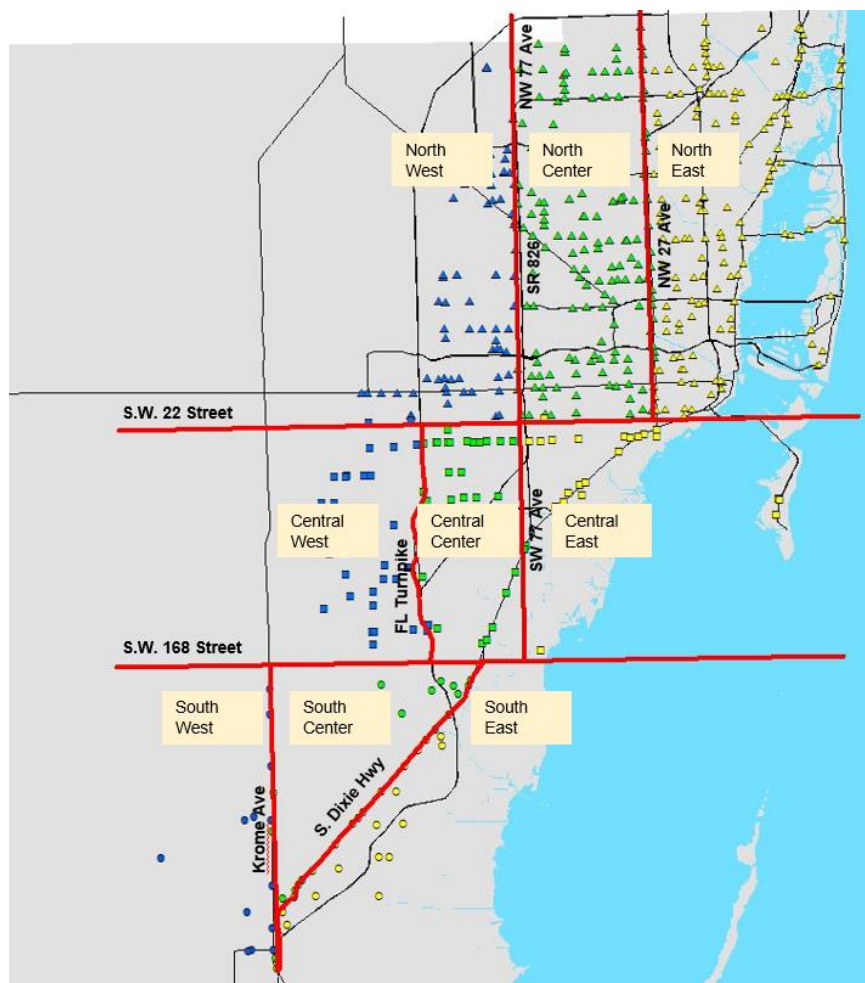 NW 77 Ave
North
West
North
Center
North
East
SR 826
NW 27 Ave
S.W. 22 Street
Central
West
Central
Center
Central
East
FL Turnpike
SW 77 Ave
S.W. 168 Street
South
West
South
Center
South
East
S. Dixie Hwy
Krome Ave